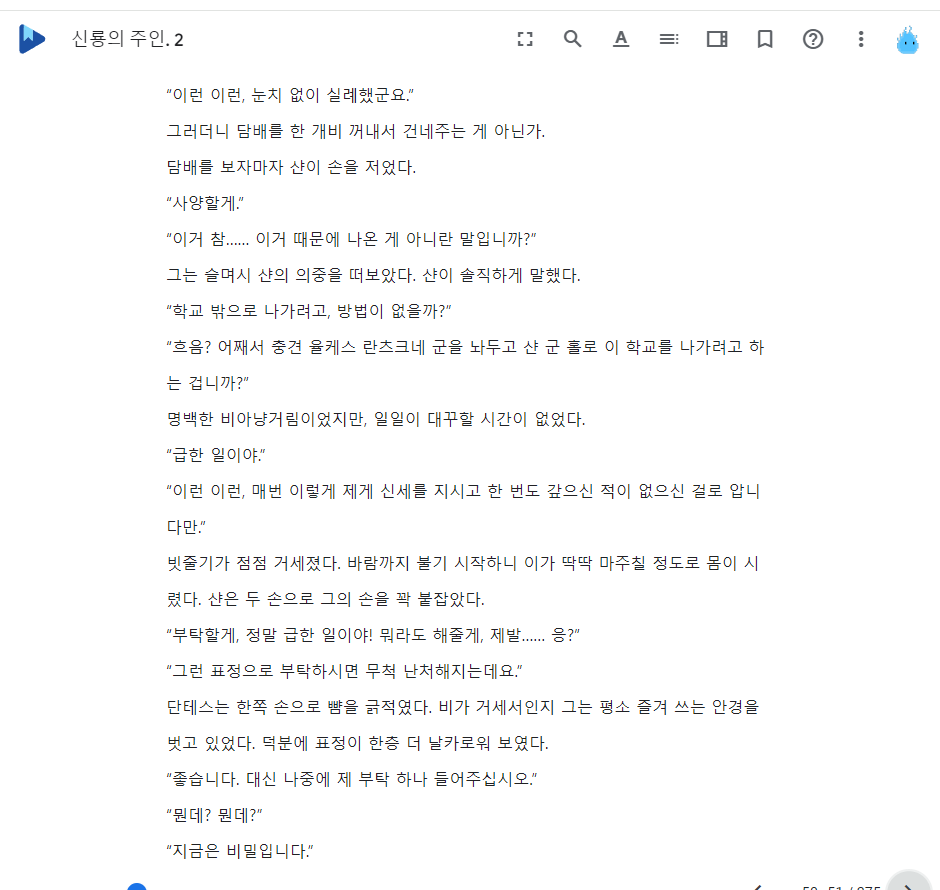 신룡의 주인. 2
“이런 이런, 눈치 없이 실례했군요.”
그러더니 담배를 한 개비 꺼내서 건네주는 게 아닌가.
담배를 보자마자 샨이 손을 저었다.
“사양할게.”
“이거 참…… 이거 때문에 나온 게 아니란 말입니까?”
그는 슬며시 샨의 의중을 떠보았다. 샨이 솔직하게 말했다.
“학교 밖으로 나가려고, 방법이 없을까?”
“흐음? 어째서 충견 율케스 란츠크네 군을 놔두고 샨 군 홀로 이 학교를 나가려고 하
는 겁니까?”
명백한 비아냥거림이었지만, 일일이 대꾸할 시간이 없었다.
“급한 일이야.”
“이런 이런, 매번 이렇게 제게 신세를 지시고 한 번도 갚으신 적이 없으신 걸로 압니
다만.”
빗줄기가 점점 거세졌다. 바람까지 불기 시작하니 이가 딱딱 마주칠 정도로 몸이 시
렸다. 샨은 두 손으로 그의 손을 꽉 붙잡았다.
“부탁할게, 정말 급한 일이야! 뭐라도 해줄게, 제발…… 응?”
“그런 표정으로 부탁하시면 무척 난처해지는데요.”
단테스는 한쪽 손으로 뺨을 긁적였다. 비가 거세서인지 그는 평소 즐겨 쓰는 안경을
벗고 있었다. 덕분에 표정이 한층 더 날카로워 보였다.
“좋습니다. 대신 나중에 제 부탁 하나 들어주십시오.”
“뭔데? 뭔데?”
“지금은 비밀입니다.”